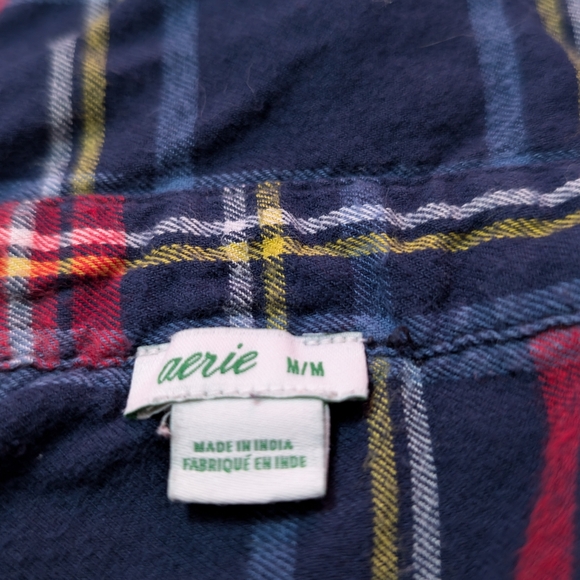 aerie M/M
MADE IN INDIA
FABRIQUÉ EN INDE